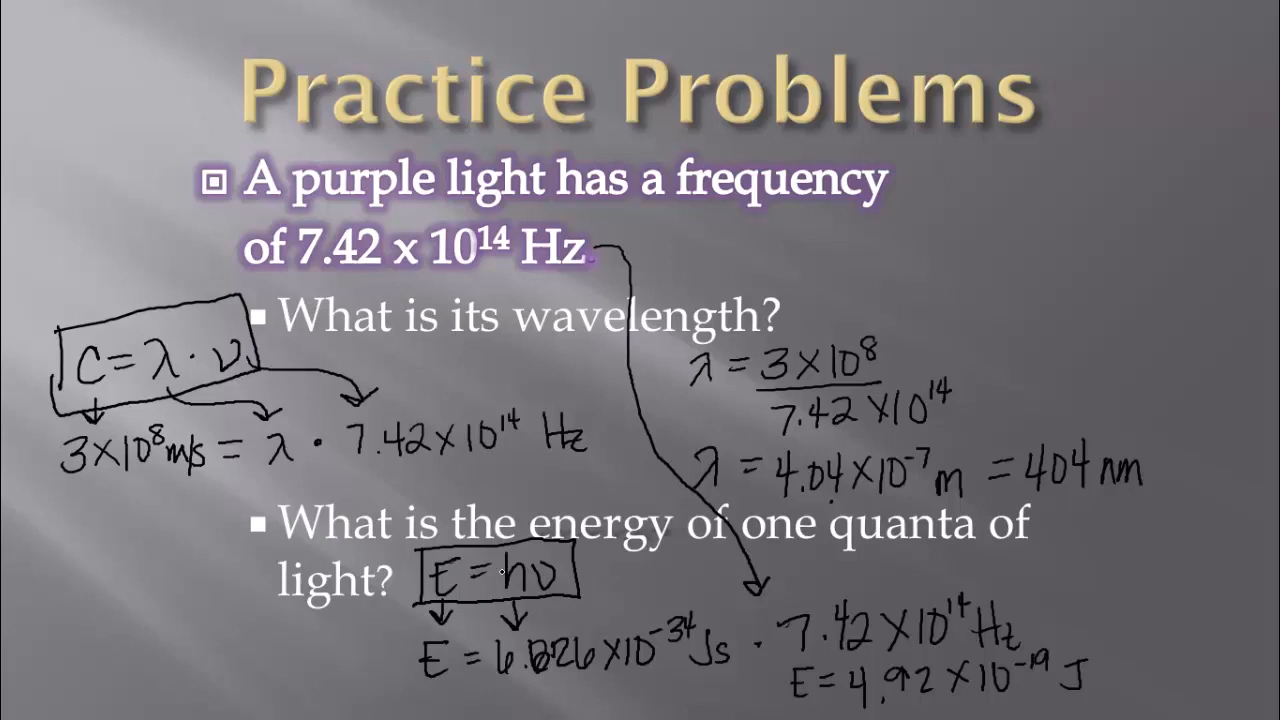 Practice Problems
A purple light has a frequency
of 7.42 x 10¹⁴ Hz.
What is its wavelength?
C = λ · ν
3×10⁸ m/s = λ · 7.42×10¹⁴ Hz
λ = 3×10⁸ / 7.42×10¹⁴
λ = 4.04×10⁻⁷ m = 404 nm
What is the energy of one quanta of
light?
E = hν
E = 6.626×10⁻³⁴ Js · 7.42×10¹⁴ Hz
E = 4.92×10⁻¹⁹ J